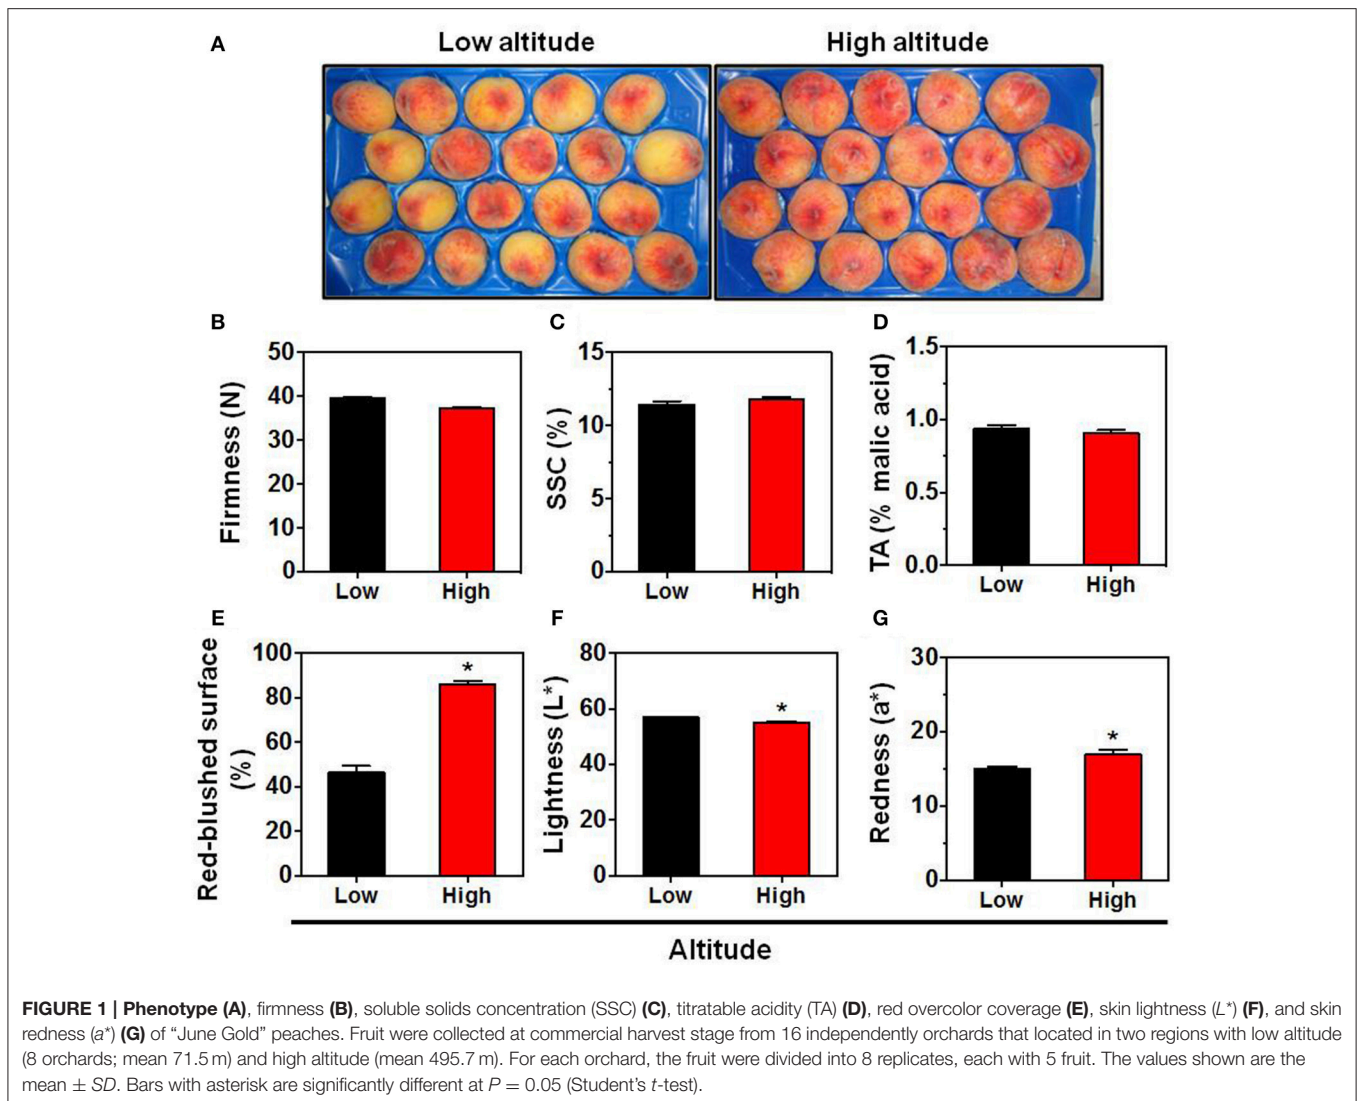 A
Low altitude
High altitude
B
C
D
Firmness (N)
50
40
30
20
10
0
Low
High
SSC (%)
15
10
5
0
Low
High
TA (% malic acid)
1.5
1.0
0.5
0.0
Low
High
E
F
G
Red-blushed surface
(%)
100
80
60
40
20
0
*
Low
High
Lightness (L*)
80
60
40
20
0
*
Low
High
Redness (a*)
30
20
10
0
*
Low
High
Altitude
FIGURE 1 | Phenotype (A), firmness (B), soluble solids concentration (SSC) (C), titratable acidity (TA) (D), red overcolor coverage (E), skin lightness (L*) (F), and skin
redness (a*) (G) of “June Gold” peaches. Fruit were collected at commercial harvest stage from 16 independently orchards that located in two regions with low altitude
(8 orchards; mean 71.5 m) and high altitude (mean 495.7 m). For each orchard, the fruit were divided into 8 replicates, each with 5 fruit. The values shown are the
mean ± SD. Bars with asterisk are significantly different at P = 0.05 (Student’s t-test).